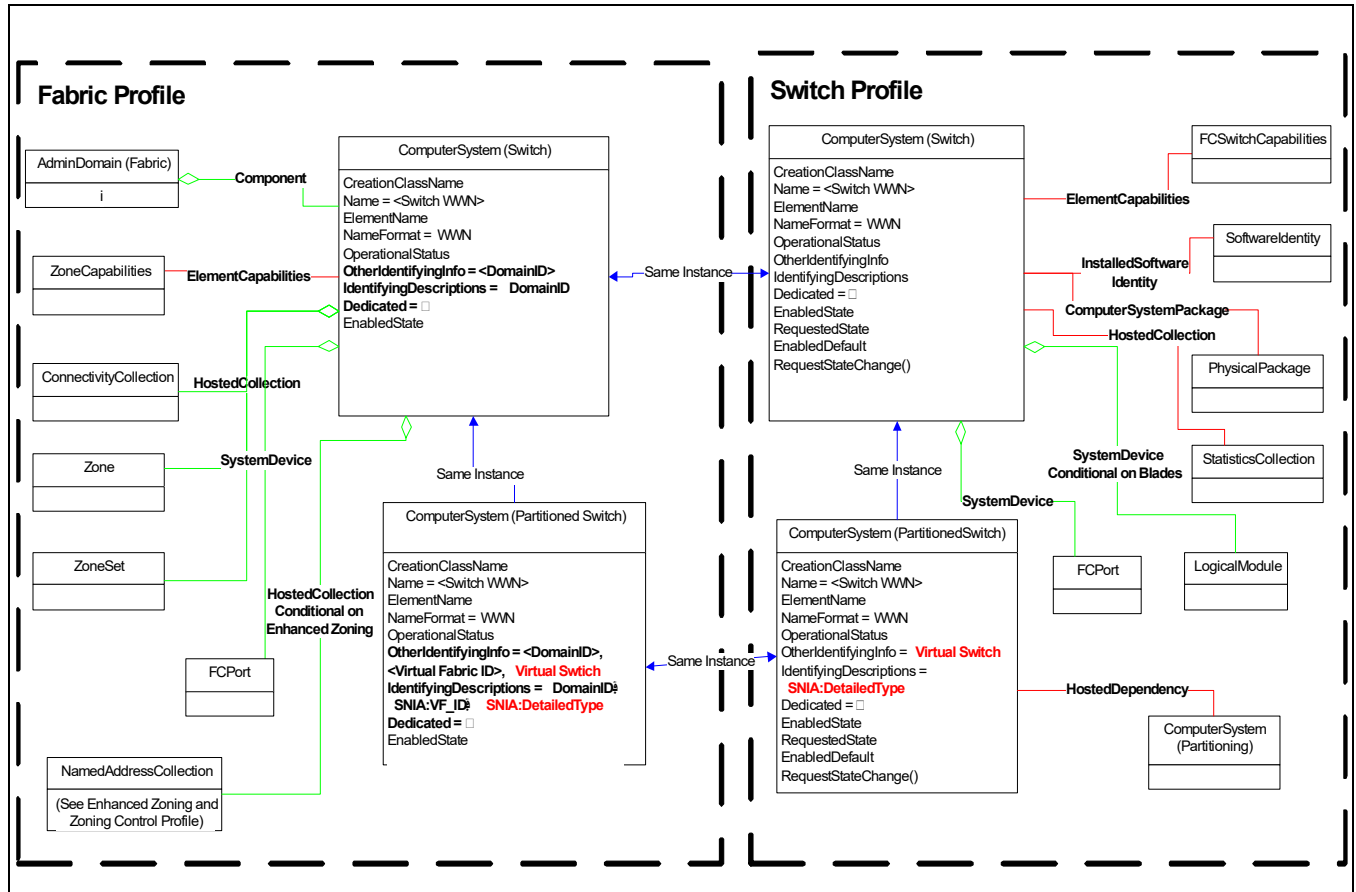 Fabric Profile
AdminDomain (Fabric)
i
Component
ZoneCapabilities
ElementCapabilities
ConnectivityCollection
HostedCollection
Zone
SystemDevice
ZoneSet
HostedCollection
Conditional on
Enhanced Zoning
FCPort
NamedAddressCollection
(See Enhanced Zoning and
Zoning Control Profile)
ComputerSystem (Switch)
CreationClassName
Name = <Switch WWN>
ElementName
NameFormat = WWN
OperationalStatus
OtherIdentifyingInfo = <DomainID>
IdentifyingDescriptions = DomainID
Dedicated = □
EnabledState
Same Instance
ComputerSystem (Partitioned Switch)
CreationClassName
Name = <Switch WWN>
ElementName
NameFormat = WWN
OperationalStatus
OtherIdentifyingInfo = <DomainID>,
<Virtual Fabric ID>, Virtual Swtich
IdentifyingDescriptions = DomainID
SNIA:VF_ID SNIA:DetailedType
Dedicated = □
EnabledState
Same Instance
Same Instance
Switch Profile
ComputerSystem (Switch)
CreationClassName
Name = <Switch WWN>
ElementName
NameFormat = WWN
OperationalStatus
OtherIdentifyingInfo
IdentifyingDescriptions
Dedicated = □
EnabledState
RequestedState
EnabledDefault
RequestStateChange()
Same Instance
ComputerSystem (PartitionedSwitch)
CreationClassName
Name = <Switch WWN>
ElementName
NameFormat = WWN
OperationalStatus
OtherIdentifyingInfo = Virtual Switch
IdentifyingDescriptions =
SNIA:DetailedType
Dedicated = □
EnabledState
RequestedState
EnabledDefault
RequestStateChange()
FCSwitchCapabilities
ElementCapabilities
SoftwareIdentity
InstalledSoftware
Identity
ComputerSystemPackage
HostedCollection
PhysicalPackage
StatisticsCollection
SystemDevice
Conditional on Blades
SystemDevice
FCPort
LogicalModule
HostedDependency
ComputerSystem
(Partitioning)